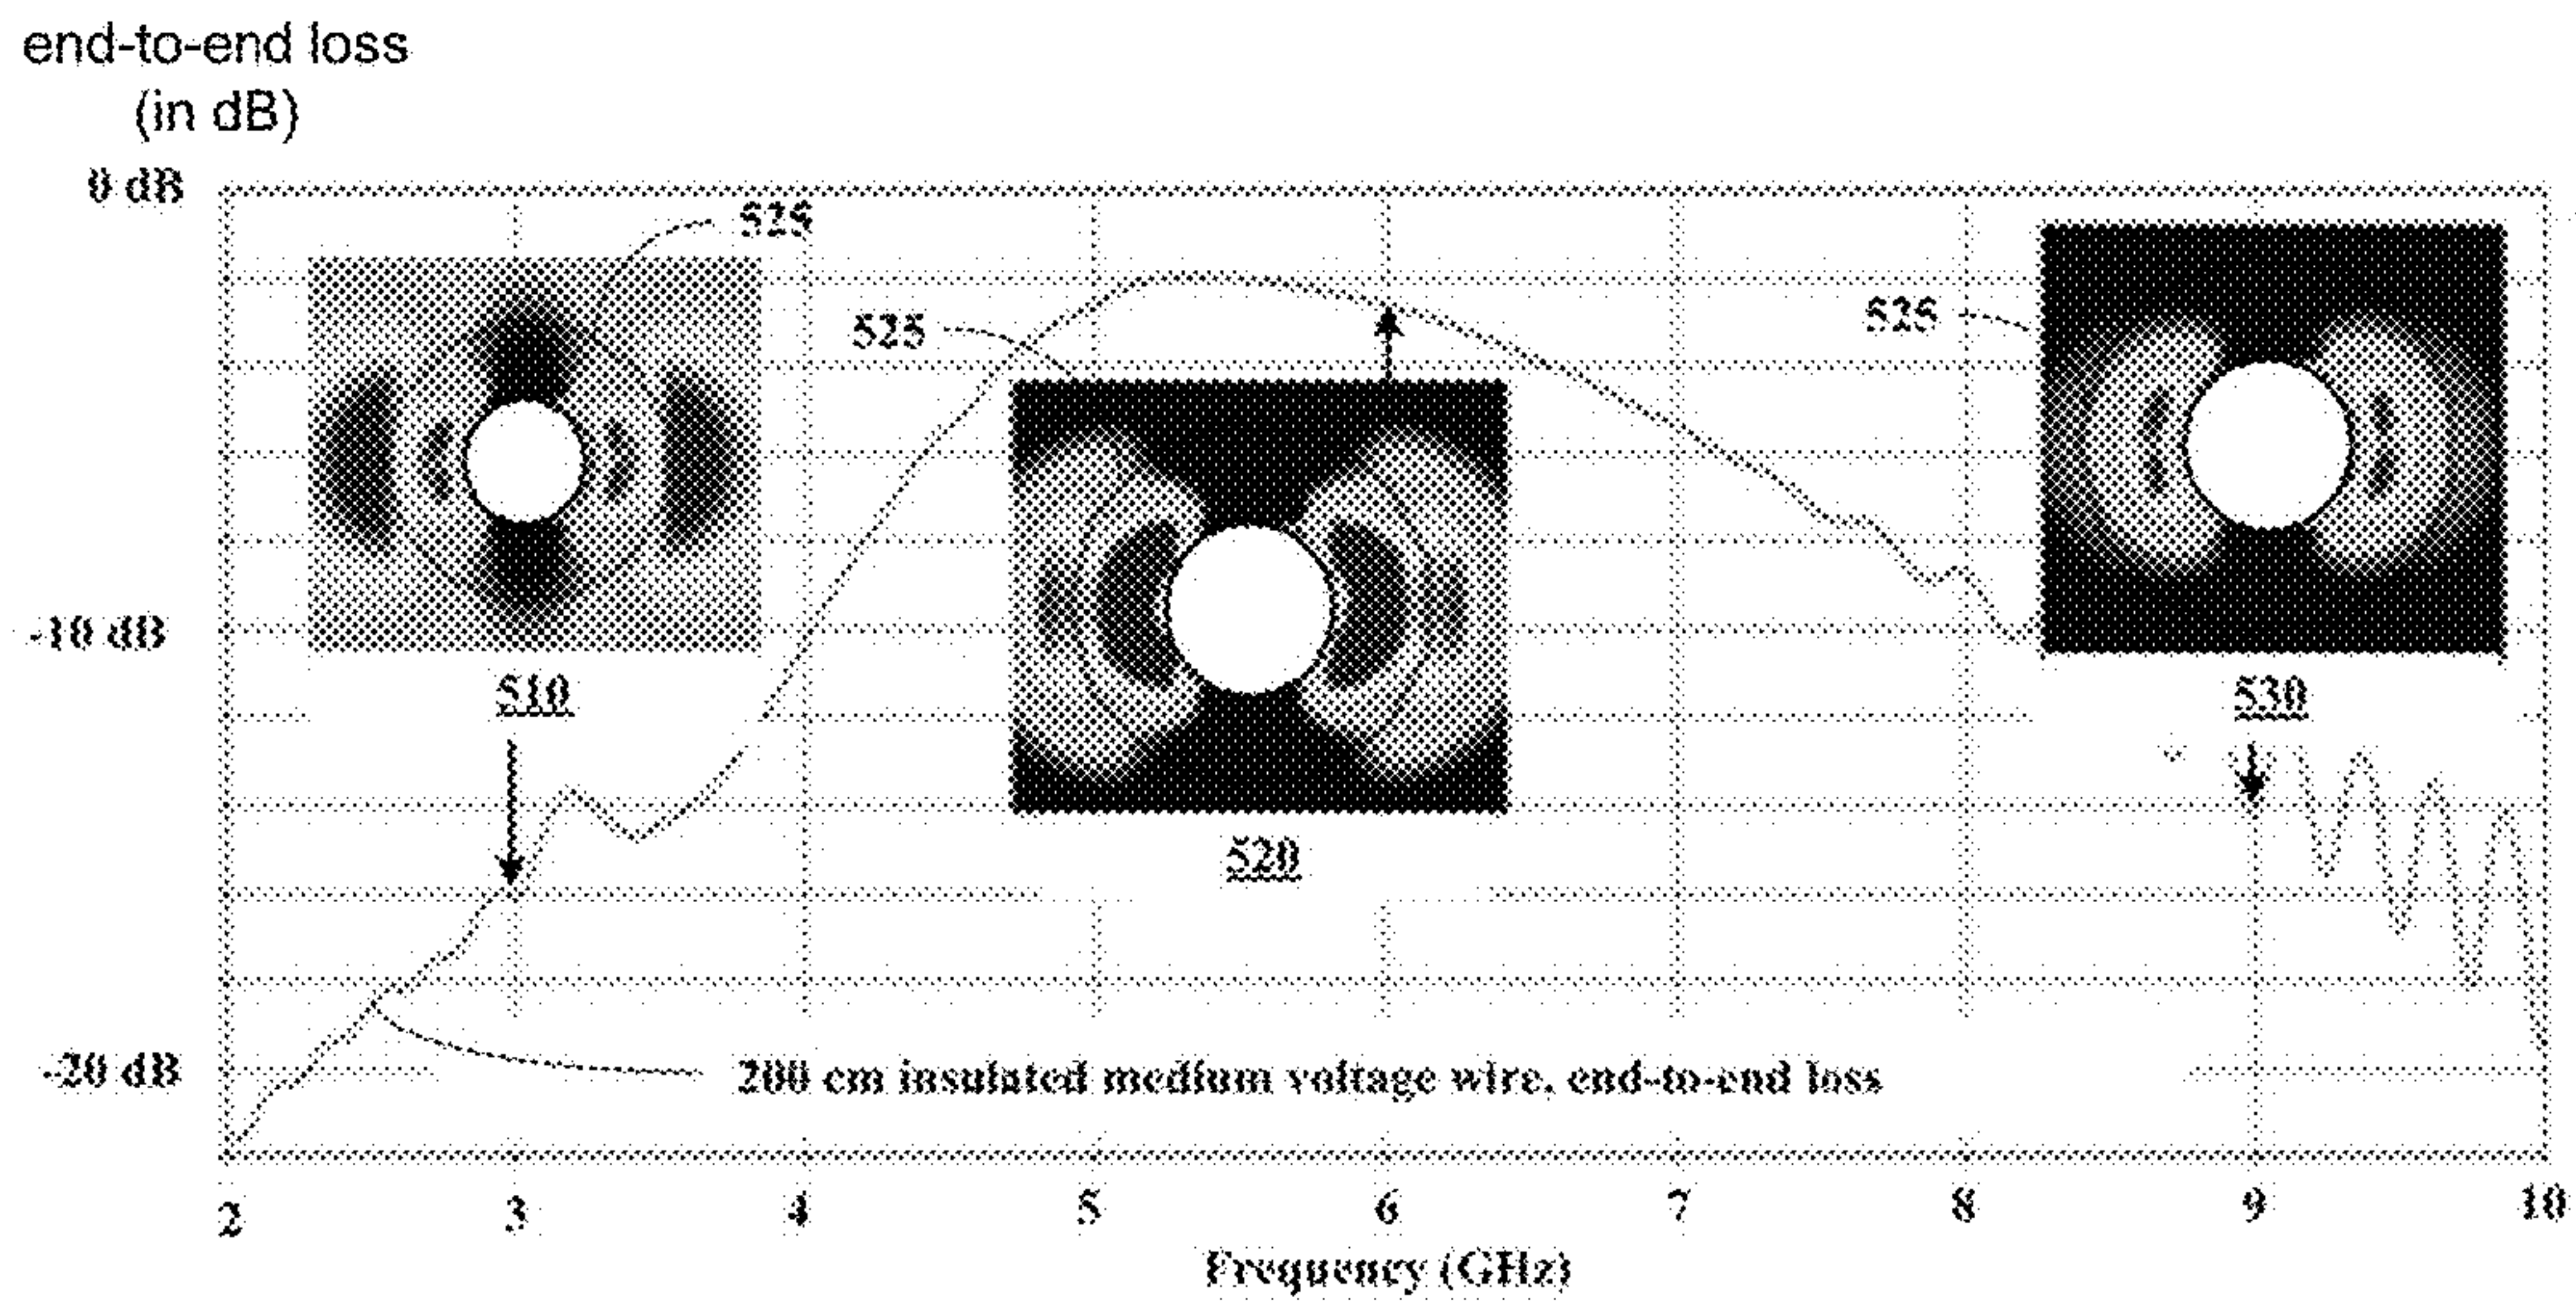 end-to-end loss
(in dB)
0 dB
525
525
525
-10 dB
510
530
520
-20 dB
200 cm insulated medium voltage wire, end-to-end loss
2 3 4 5 6 7 8 9 10
Frequency (GHz)